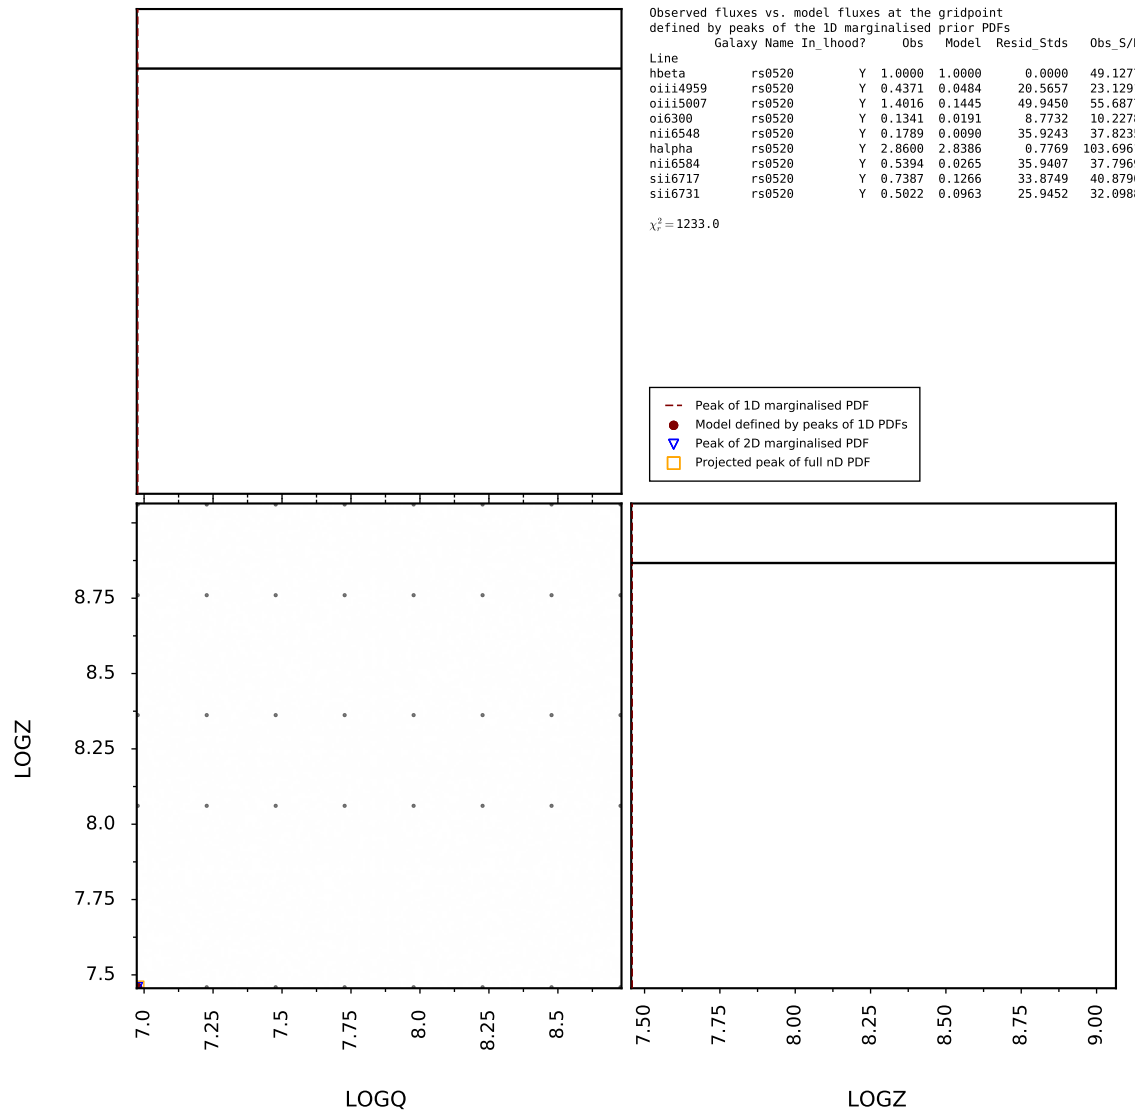 Observed fluxes vs. model fluxes at the gridpoint
defined by peaks of the 1D marginalised prior PDFs
Galaxy Name In_lhood? Obs Model Resid_Stds Obs_S/
Line
hbeta rs0520 Y 1.0000 1.0000 0.0000 49.127
oiii4959 rs0520 Y 0.4371 0.0484 20.5657 23.129
oiii5007 rs0520 Y 1.4016 0.1445 49.9450 55.687
oi6300 rs0520 Y 0.1341 0.0191 8.7732 10.227
nii6548 rs0520 Y 0.1789 0.0090 35.9243 37.823
halpha rs0520 Y 2.8600 2.8386 0.7769 103.696
nii6584 rs0520 Y 0.5394 0.0265 35.9407 37.796
sii6717 rs0520 Y 0.7387 0.1266 33.8749 40.879
sii6731 rs0520 Y 0.5022 0.0963 25.9452 32.098
χ²ᵣ = 1233.0
Peak of 1D marginalised PDF
Model defined by peaks of 1D PDFs
Peak of 2D marginalised PDF
Projected peak of full nD PDF
LOGZ
8.75
8.5
8.25
8.0
7.75
7.5
7.0 7.25 7.5 7.75 8.0 8.25 8.5
LOGQ
7.50 7.75 8.00 8.25 8.50 8.75 9.00
LOGZ